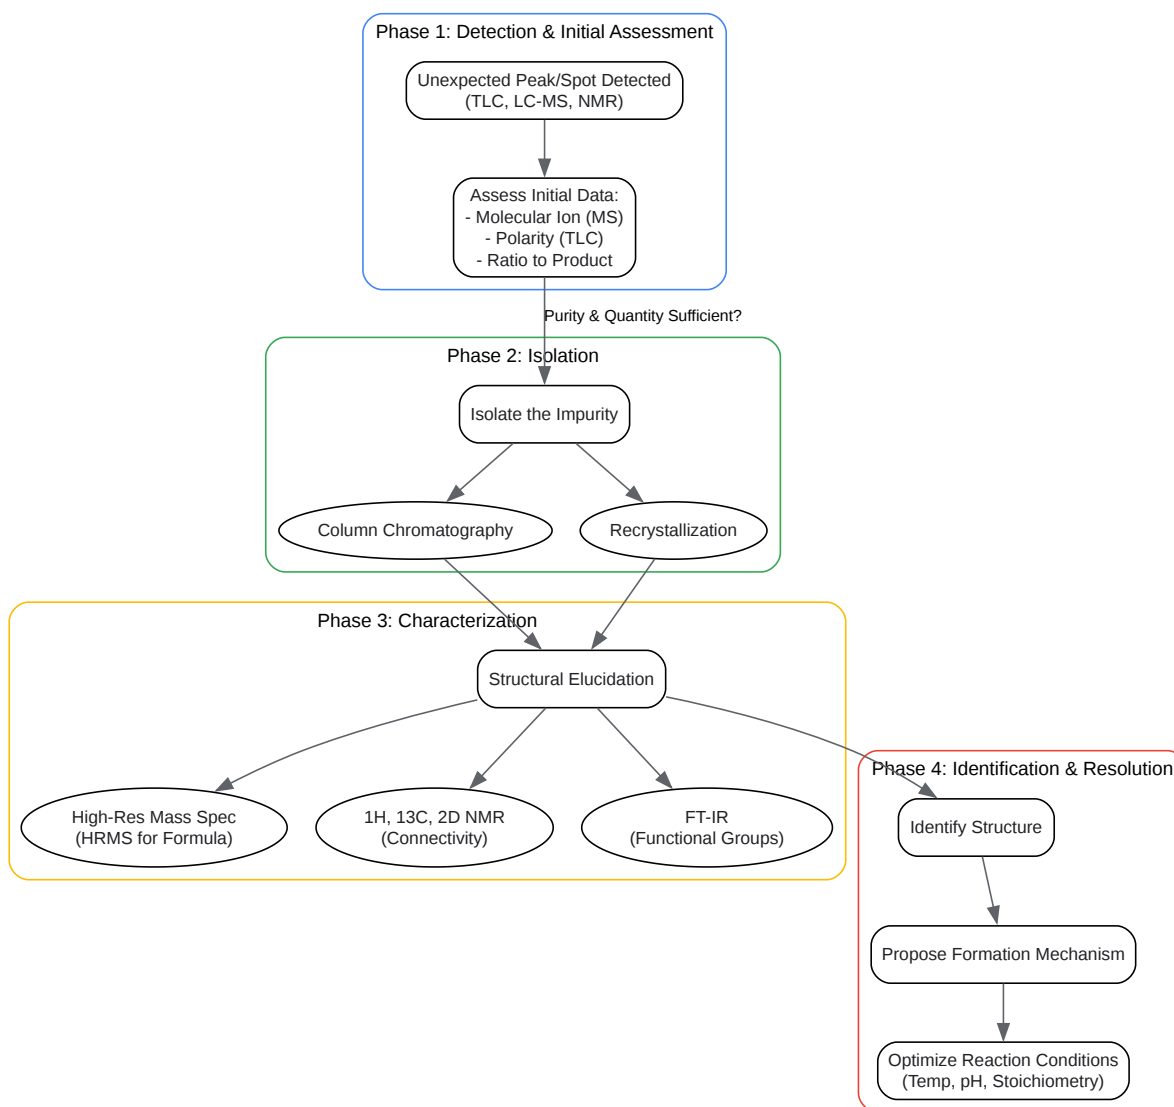 Phase 1: Detection & Initial Assessment
Unexpected Peak/Spot Detected
(TLC, LC-MS, NMR)
Assess Initial Data:
- Molecular Ion (MS)
- Polarity (TLC)
- Ratio to Product
Purity & Quantity Sufficient?
Phase 2: Isolation
Isolate the Impurity
Column Chromatography
Recrystallization
Phase 3: Characterization
Structural Elucidation
High-Res Mass Spec
(HRMS for Formula)
1H, 13C, 2D NMR
(Connectivity)
FT-IR
(Functional Groups)
Phase 4: Identification & Resolution
Identify Structure
Propose Formation Mechanism
Optimize Reaction Conditions
(Temp, pH, Stoichiometry)